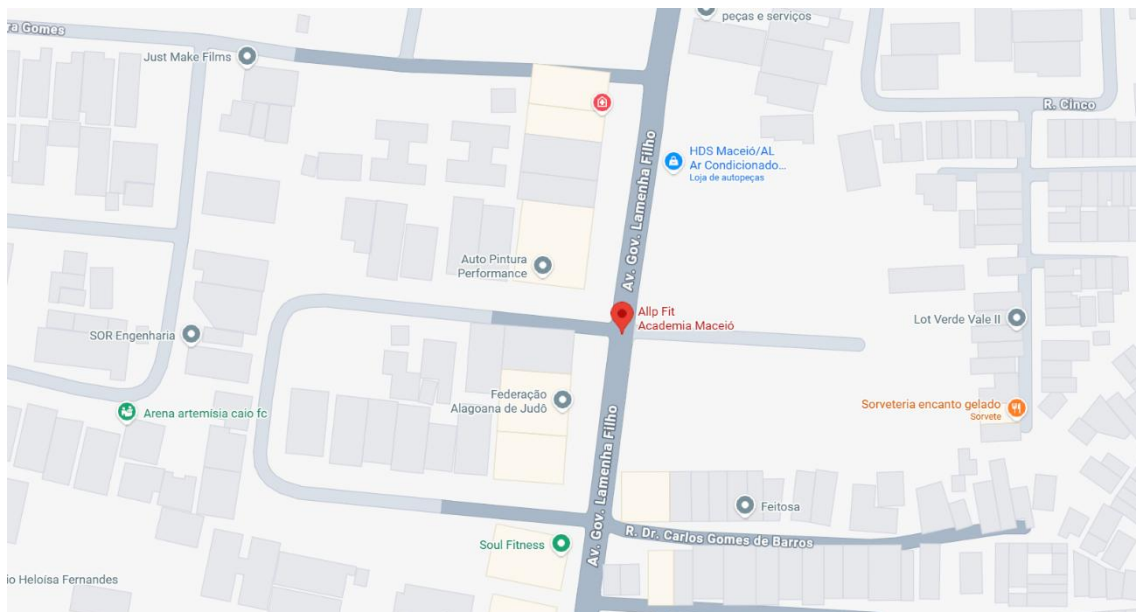 peças e serviços
ra Gomes
Just Make Films
R. Cinco
Av. Gov. Lamenha Filho
HDS Maceió/AL
Ar Condicionado...
Loja de autopeças
Auto Pintura
Performance
Allp Fit
Academia Maceió
Lot Verde Vale II
SOR Engenharia
Federação
Alagoana de Judô
Arena artemísia caio fc
Sorveteria encanto gelado
Sorvete
Av. Gov. Lamenha Filho
Feitosa
R. Dr. Carlos Gomes de Barros
Soul Fitness
io Heloísa Fernandes